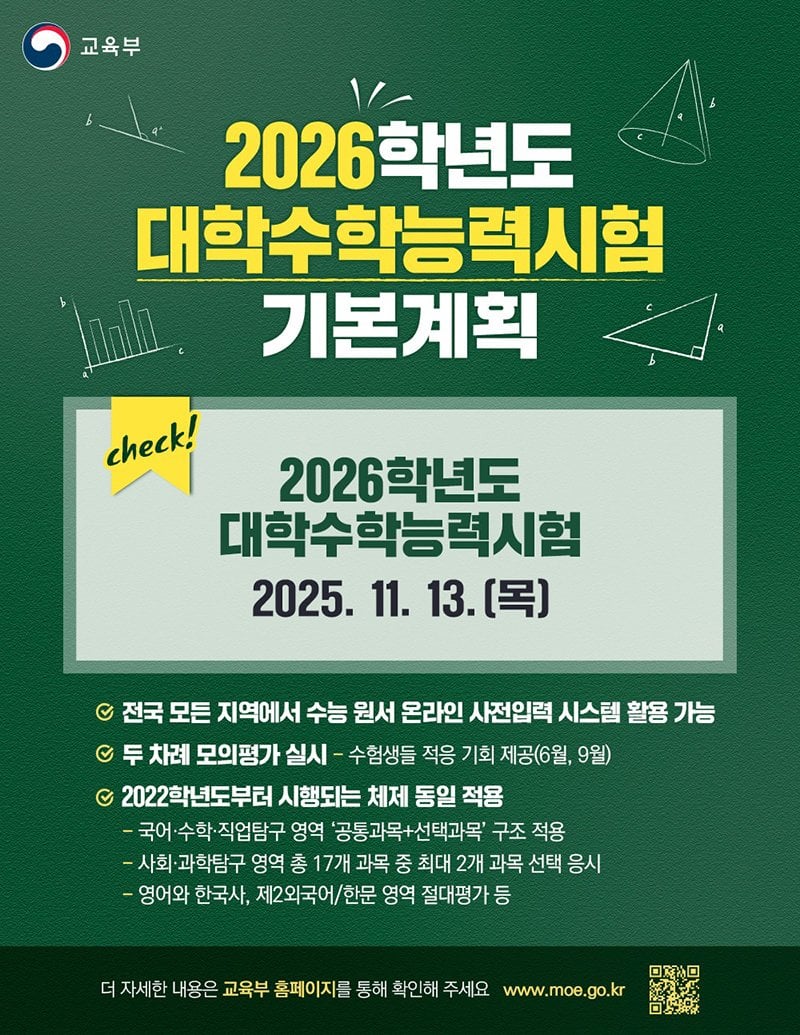 교육부
2026학년도
대학수학능력시험
기본계획
b
a°
a
b
c
b
a
c
c
a
b
check!
2026학년도
대학수학능력시험
2025. 11. 13.(목)
전국 모든 지역에서 수능 원서 온라인 사전입력 시스템 활용 가능
두 차례 모의평가 실시 – 수험생들 적응 기회 제공(6월, 9월)
2022학년도부터 시행되는 체제 동일 적용
– 국어·수학·직업탐구 영역 ‘공통과목+선택과목’ 구조 적용
– 사회·과학탐구 영역 총 17개 과목 중 최대 2개 과목 선택 응시
– 영어와 한국사, 제2외국어/한문 영역 절대평가 등
더 자세한 내용은 교육부 홈페이지를 통해 확인해 주세요 www.moe.go.kr